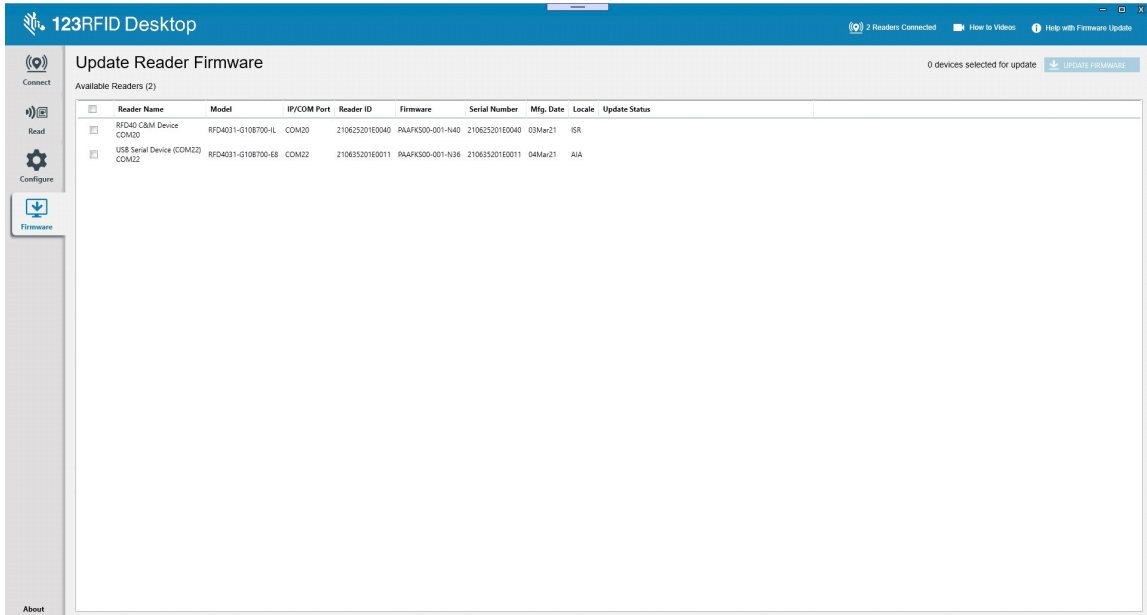 123RFID Desktop
2 Readers Connected How to Videos Help with Firmware Update
Connect
Read
Configure
Firmware
About
Update Reader Firmware
0 devices selected for update UPDATE FIRMWARE
Available Readers (2)
Reader Name Model IP/COM Port Reader ID Firmware Serial Number Mfg. Date Locale Update Status
RFD40 C&M Device COM20 RFD4031-G10B700-IL COM20 210625201E0040 PAAFKS00-001-N40 210625201E0040 03Mar21 ISR
USB Serial Device (COM22) COM22 RFD4031-G10B700-E8 COM22 210635201E0011 PAAFKS00-001-N36 210635201E0011 04Mar21 AIA